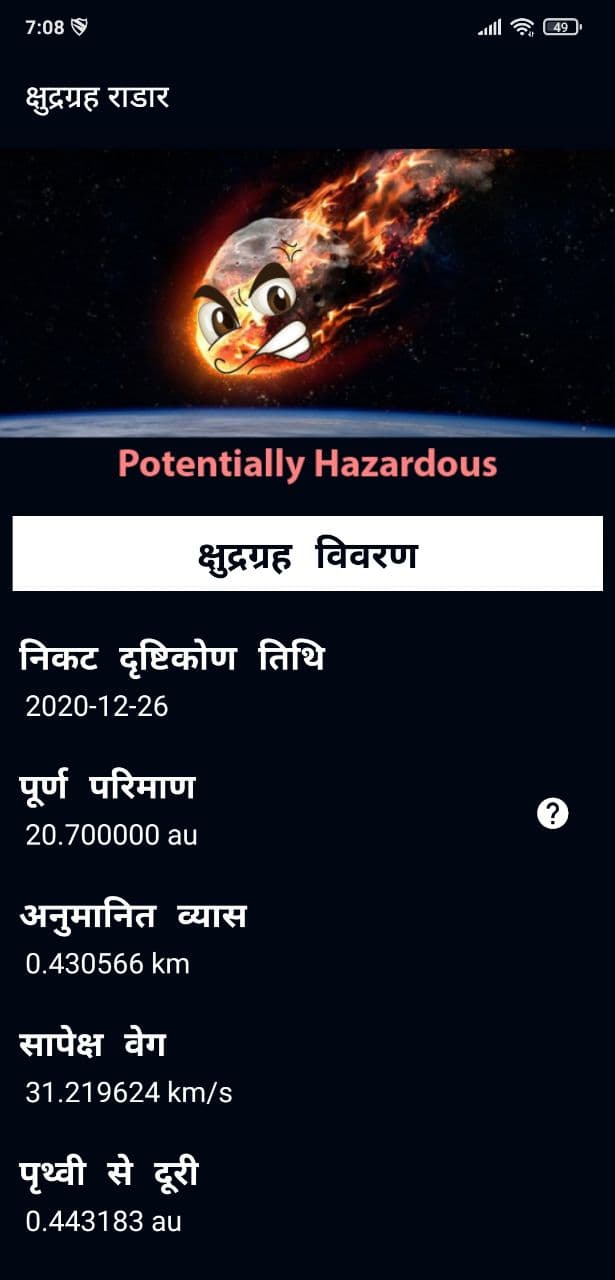 7:08
49
क्षुद्रग्रह राडार
Potentially Hazardous
क्षुद्रग्रह विवरण
निकट दृष्टिकोण तिथि
2020-12-26
पूर्ण परिमाण
20.700000 au
?
अनुमानित व्यास
0.430566 km
सापेक्ष वेग
31.219624 km/s
पृथ्वी से दूरी
0.443183 au